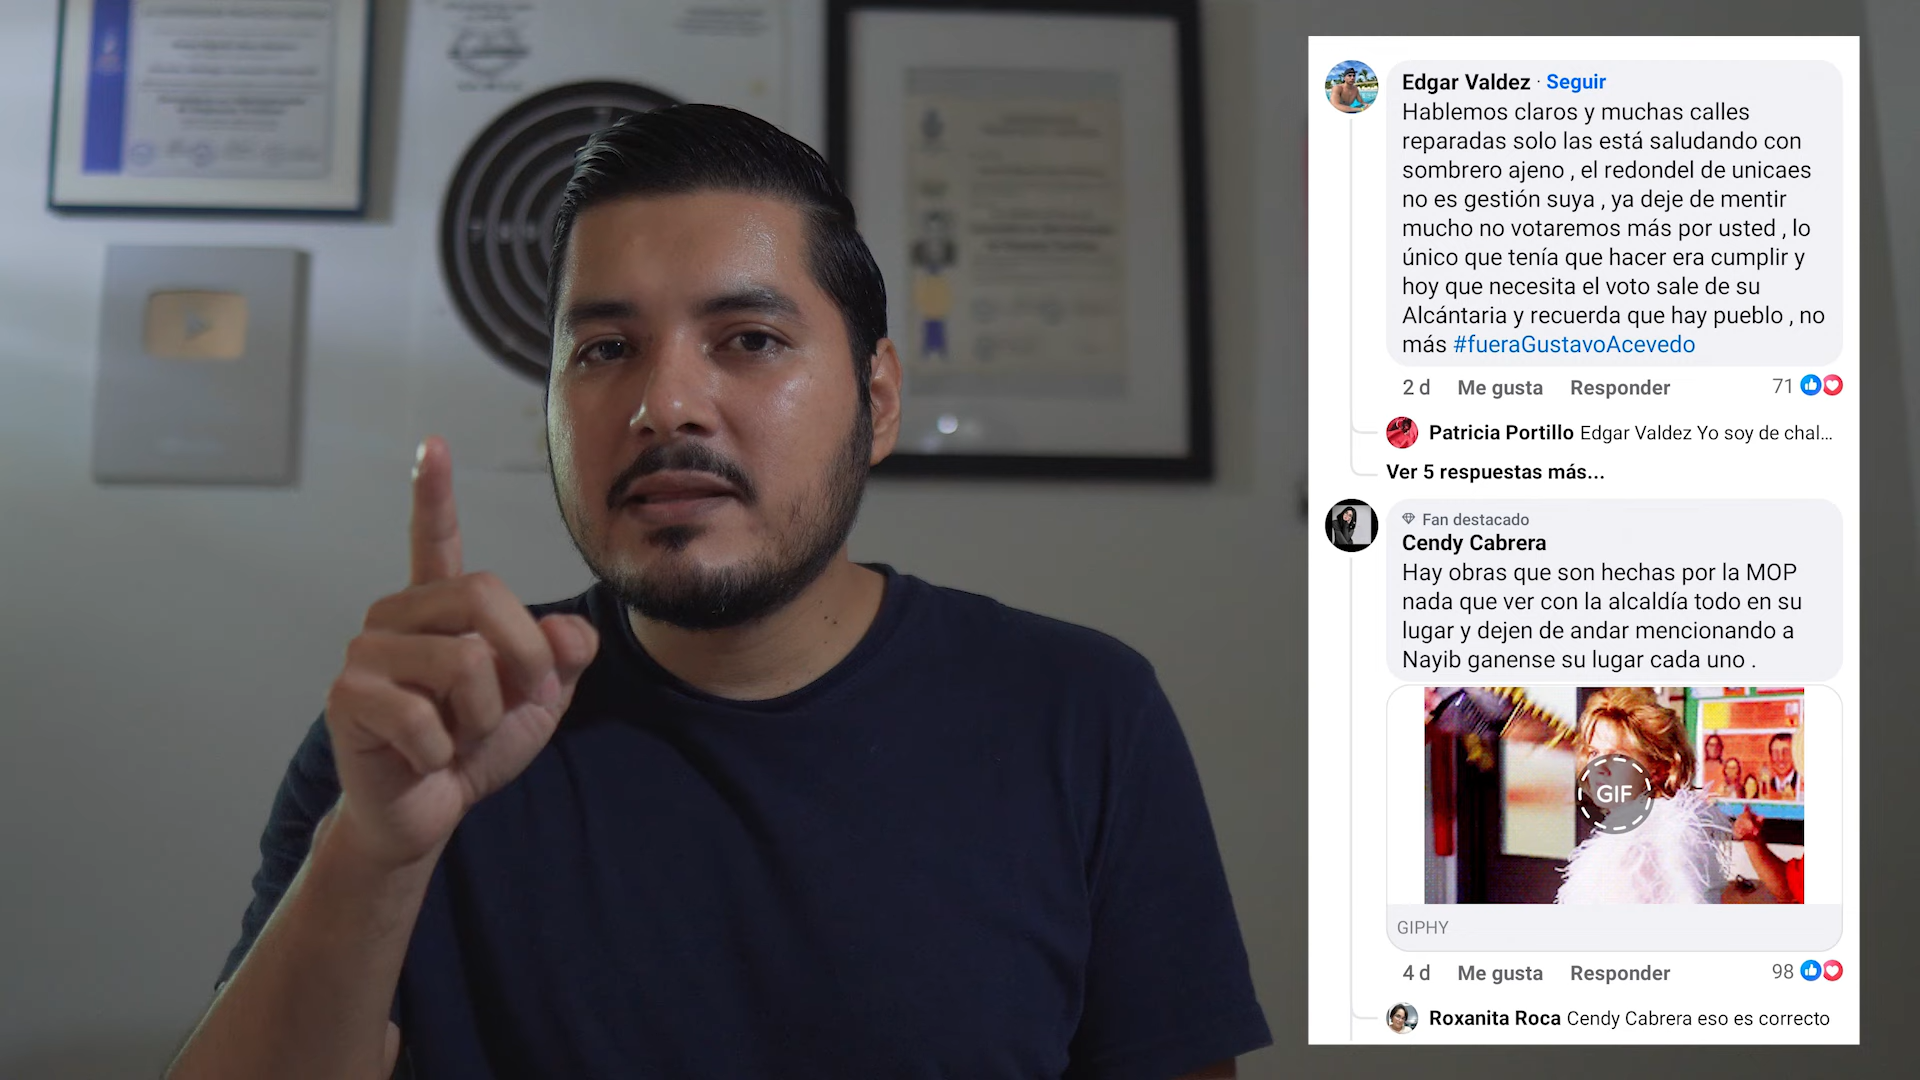 Edgar Valdez · Seguir
Hablemos claros y muchas calles
reparadas solo las está saludando con
sombrero ajeno , el redondel de unicaes
no es gestión suya , ya deje de mentir
mucho no votaremos más por usted , lo
único que tenía que hacer era cumplir y
hoy que necesita el voto sale de su
Alcántaria y recuerda que hay pueblo , no
más #fueraGustavoAcevedo
2 d Me gusta Responder 71
Patricia Portillo Edgar Valdez Yo soy de chal...
Ver 5 respuestas más...
Fan destacado
Cendy Cabrera
Hay obras que son hechas por la MOP
nada que ver con la alcaldía todo en su
lugar y dejen de andar mencionando a
Nayib ganense su lugar cada uno .
GIF
GIPHY
4 d Me gusta Responder 98
Roxanita Roca Cendy Cabrera eso es correcto